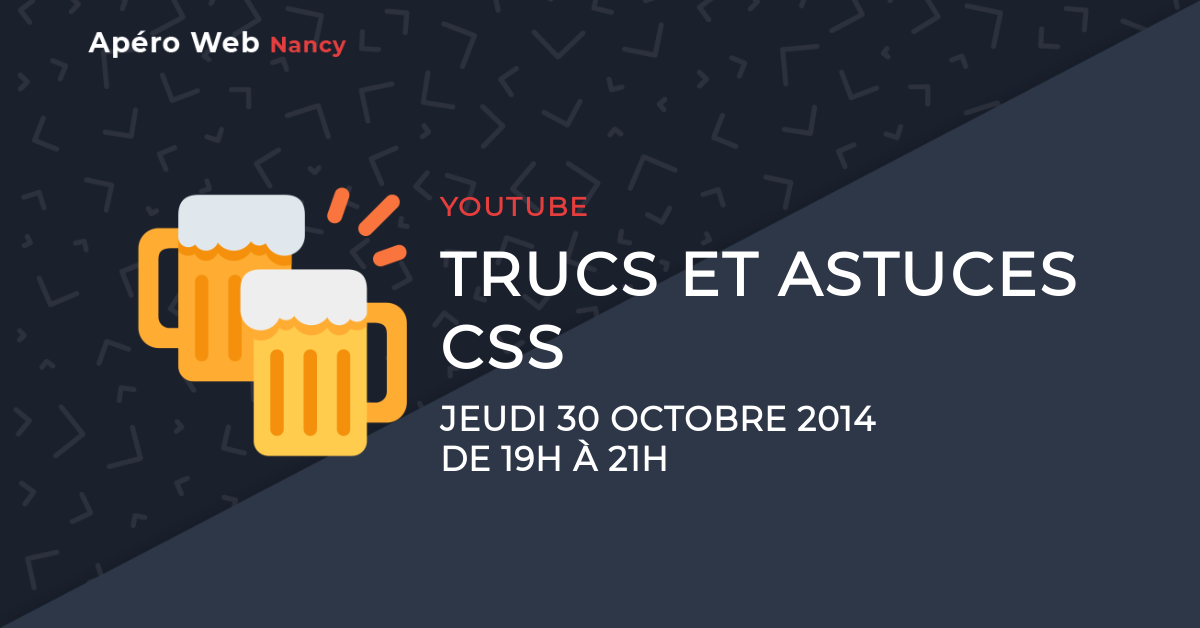 Apéro Web Nancy
YOUTUBE
TRUCS ET ASTUCES
CSS
JEUDI 30 OCTOBRE 2014
DE 19H À 21H